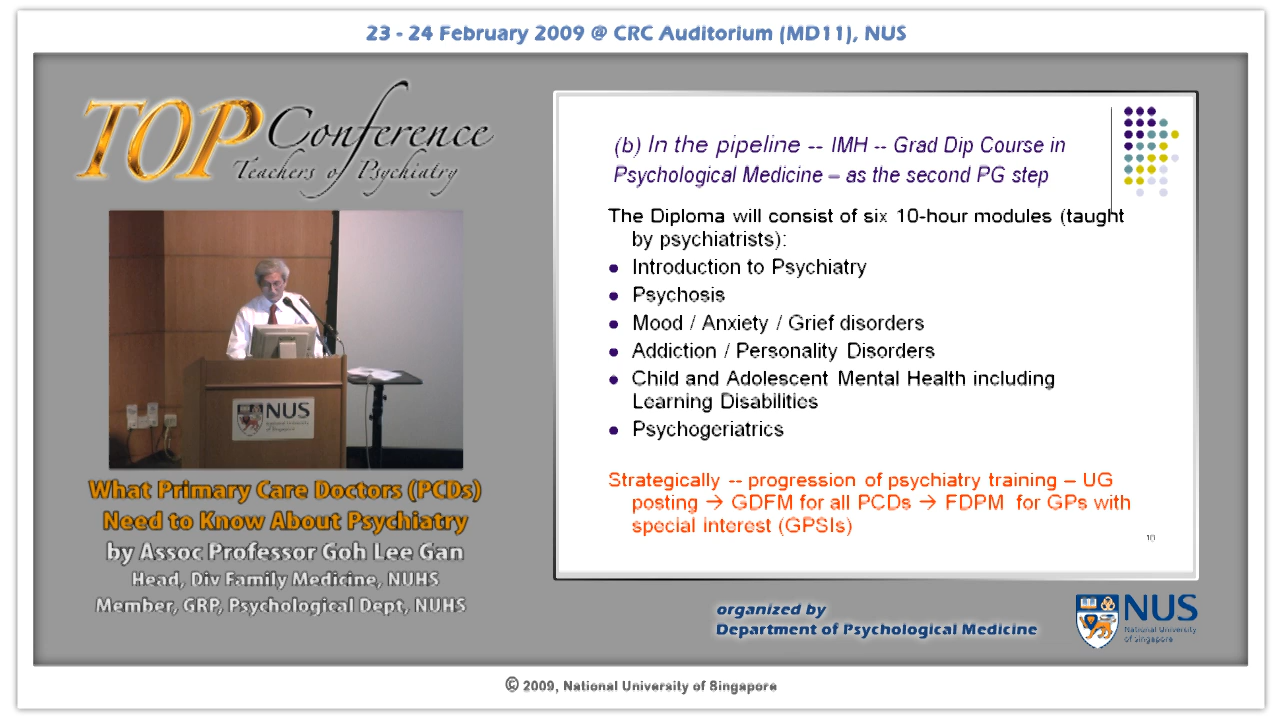 23 - 24 February 2009 @ CRC Auditorium (MD11), NUS
TOP Conference
Teachers of Psychiatry
NUS
National University
of Singapore
What Primary Care Doctors (PCDs)
Need to Know About Psychiatry
by Assoc Professor Goh Lee Gan
Head, Div Family Medicine, NUHS
Member, GRP, Psychological Dept, NUHS
(b) In the pipeline -- IMH -- Grad Dip Course in
Psychological Medicine – as the second PG step
The Diploma will consist of six 10-hour modules (taught
by psychiatrists):
● Introduction to Psychiatry
● Psychosis
● Mood / Anxiety / Grief disorders
● Addiction / Personality Disorders
● Child and Adolescent Mental Health including
Learning Disabilities
● Psychogeriatrics
Strategically -- progression of psychiatry training – UG
posting → GDFM for all PCDs → FDPM for GPs with
special interest (GPSIs)
organized by
Department of Psychological Medicine
NUS
National University
of Singapore
© 2009, National University of Singapore